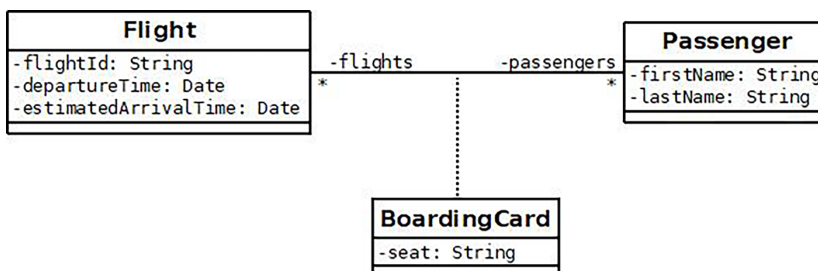 Flight
-flightId: String
-departureTime: Date
-estimatedArrivalTime: Date
-flights
*
-passengers
*
Passenger
-firstName: String
-lastName: String
BoardingCard
-seat: String